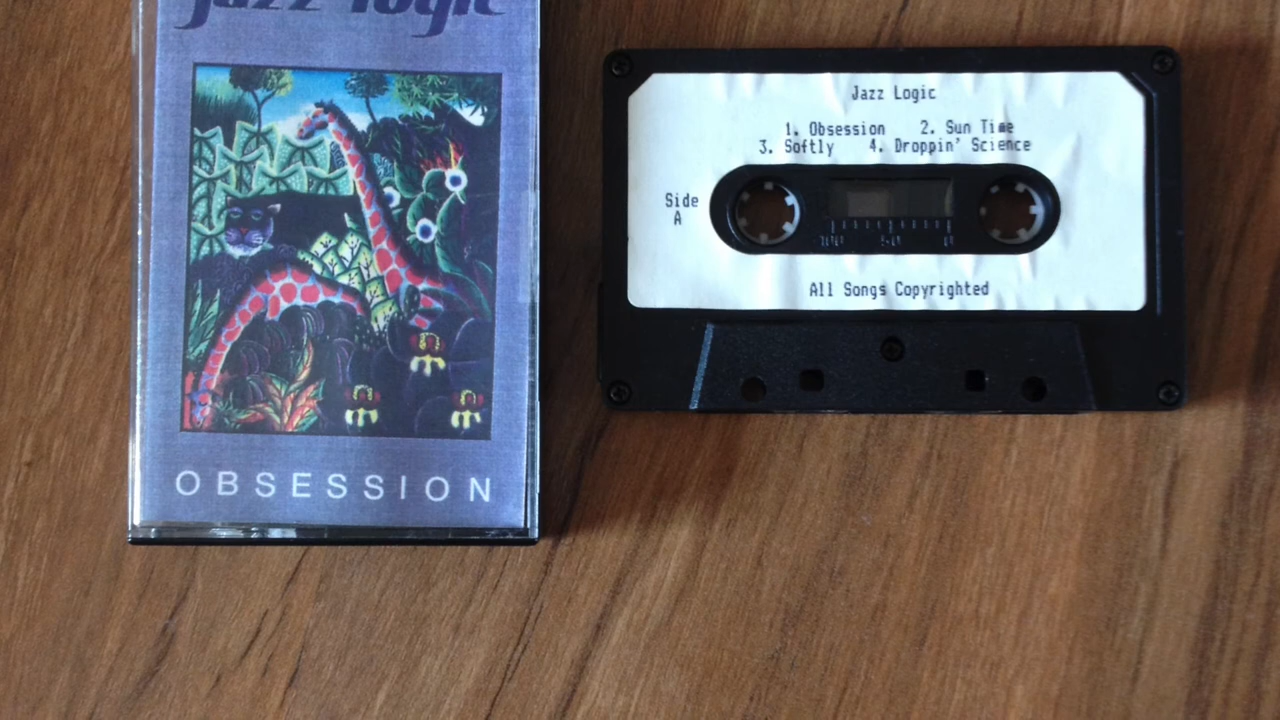 Jazz Logic
OBSESSION
Jazz Logic
1. Obsession 2. Sun Time
3. Softly 4. Droppin' Science
Side
A
All Songs Copyrighted